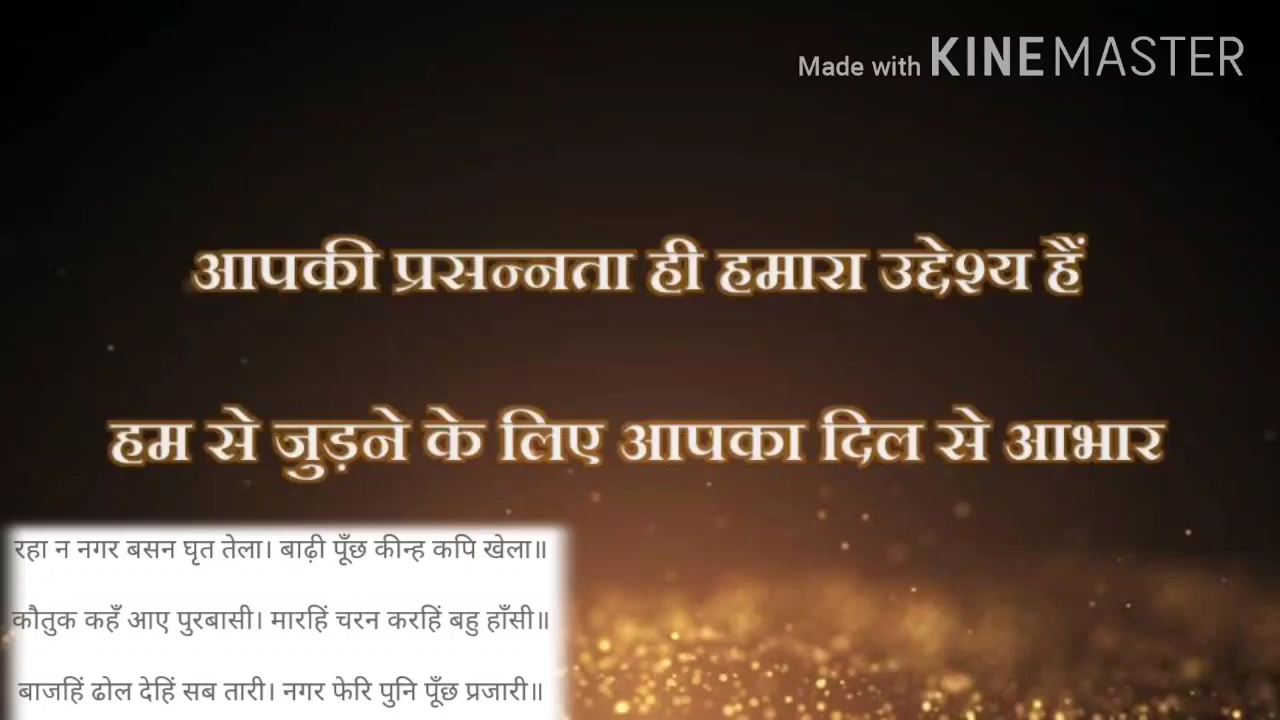 Made with KINEMASTER
आपकी प्रसन्नता ही हमारा उद्देश्य हैं
हम से जुड़ने के लिए आपका दिल से आभार
रहा न नगर बसन घृत तेला। बाढ़ी पूँछ कीन्ह कपि खेला॥
कौतुक कहँ आए पुरबासी। मारहिं चरन करहिं बहु हाँसी॥
बाजहिं ढोल देहिं सब तारी। नगर फेरि पुनि पूँछ प्रजारी॥